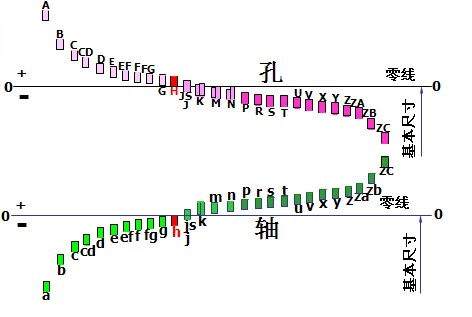 A
B
C
CD
D
E
EF
F
FG
G
H
JS
J
K
M
N
P
R
S
T
U
V
X
Y
Z
ZA
ZB
ZC
孔
零线
0
+
-
0
基本尺寸
a
b
c
cd
d
e
ef
f
fg
g
h
js
j
k
m
n
p
r
s
t
u
v
x
y
z
za
zb
zc
轴
零线
0
+
-
0
基本尺寸